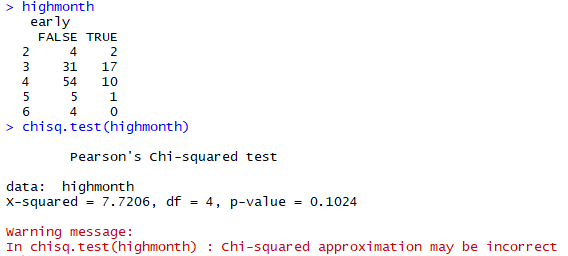 > highmonth
   early
    FALSE TRUE
  2     4    2
  3    31   17
  4    54   10
  5     5    1
  6     4    0
> chisq.test(highmonth)
        Pearson's Chi-squared test
data:  highmonth
X-squared = 7.7206, df = 4, p-value = 0.1024
Warning message:
In chisq.test(highmonth) : Chi-squared approximation may be incorrect